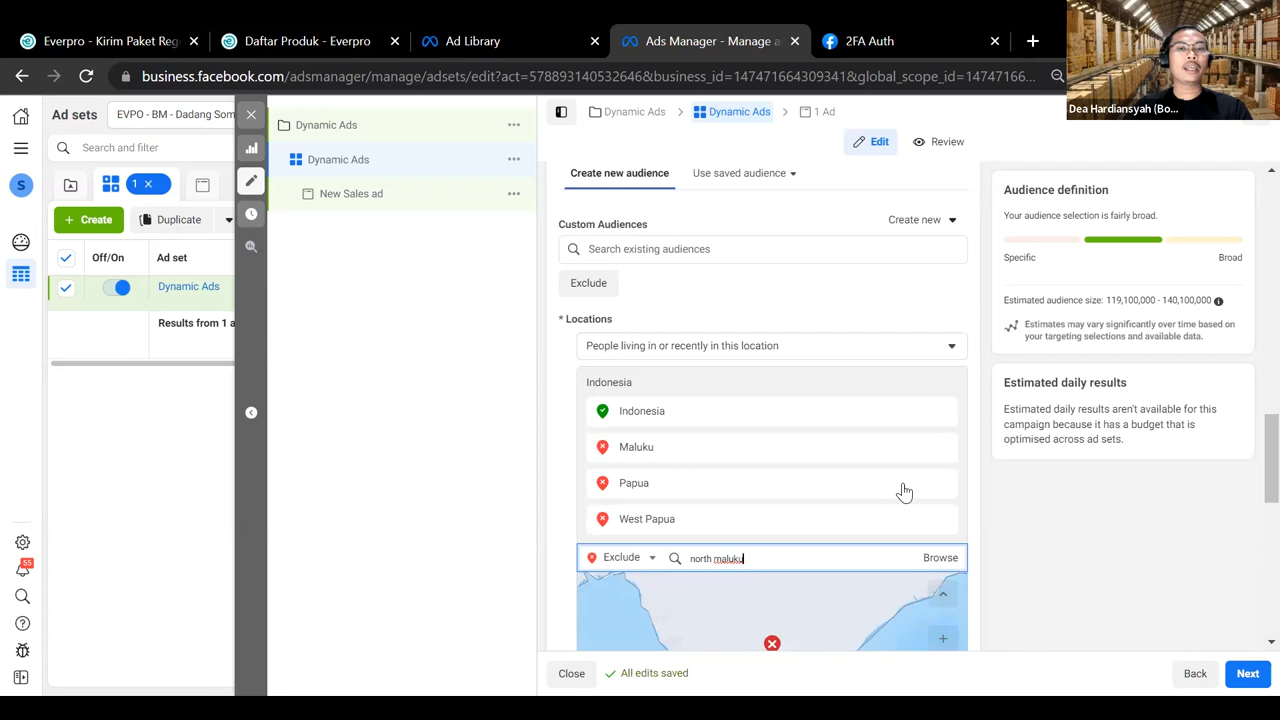 Everpro - Kirim Paket Reg
Daftar Produk - Everpro
Ad Library
Ads Manager - Manage a
2FA Auth
business.facebook.com/adsmanager/manage/adsets/edit?act=578893140532646&business_id=147471664309341&global_scope_id=14747166...
Dea Hardiansyah (Bo...
Ad sets
EVPO - BM - Dadang Som
Search and filter
1
Create
Duplicate
Off/On
Ad set
Dynamic Ads
Results from 1 a
S
55
Dynamic Ads
Dynamic Ads
New Sales ad
Dynamic Ads
Dynamic Ads
1 Ad
Edit
Review
Create new audience
Use saved audience
Custom Audiences
Create new
Search existing audiences
Exclude
* Locations
People living in or recently in this location
Indonesia
Indonesia
Maluku
Papua
West Papua
Exclude
north maluku
Browse
Close
All edits saved
Back
Next
Audience definition
Your audience selection is fairly broad.
Specific
Broad
Estimated audience size: 119,100,000 - 140,100,000
Estimates may vary significantly over time based on
your targeting selections and available data.
Estimated daily results
Estimated daily results aren't available for this
campaign because it has a budget that is
optimised across ad sets.